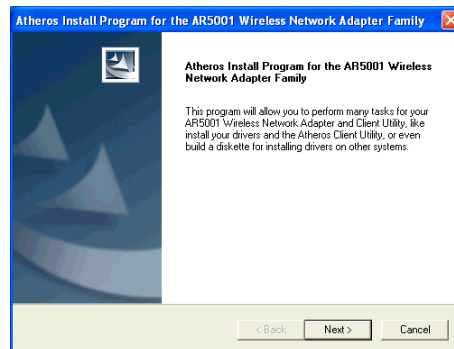 Atheros Install Program for the AR5001 Wireless Network Adapter Family
Atheros Install Program for the AR5001 Wireless
Network Adapter Family
This program will allow you to perform many tasks for your
AR5001 Wireless Network Adapter and Client Utility, like
install your drivers and the Atheros Client Utility, or even
build a diskette for installing drivers on other systems.
< Back Next > Cancel